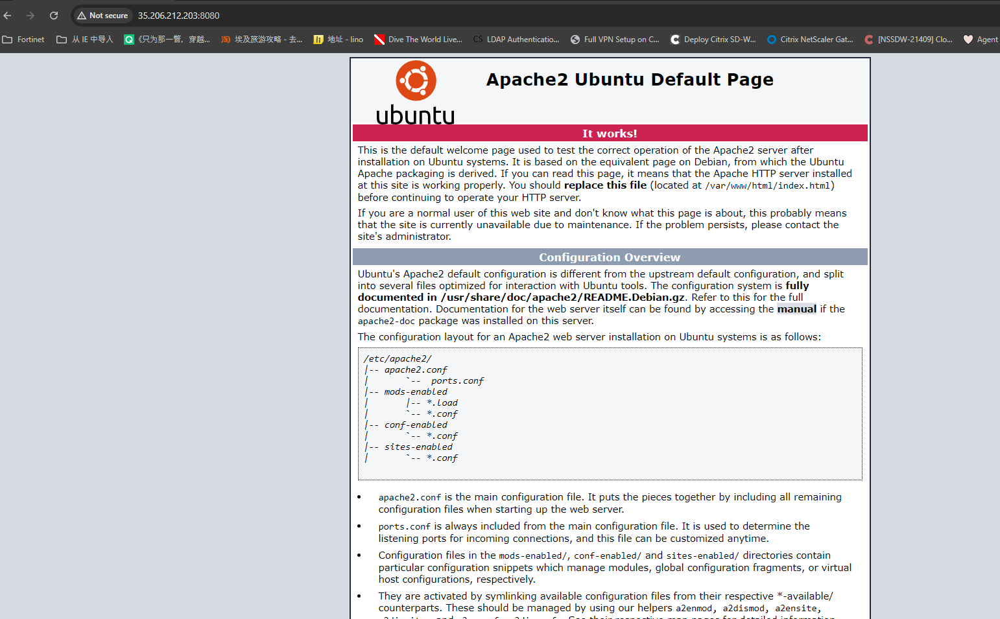 Not secure 35.206.212.203:8080
Fortinet 从 IE 中导入 《只为那一瞥，穿越... 埃及旅游攻略 - 去... 地址 - lino Dive The World Live... CS LDAP Authenticatio... Full VPN Setup on C... Deploy Citrix SD-W... Citrix NetScaler Gat... [NSSDW-21409] Clo... Agent
Apache2 Ubuntu Default Page
ubuntu
It works!
This is the default welcome page used to test the correct operation of the Apache2 server after
installation on Ubuntu systems. It is based on the equivalent page on Debian, from which the Ubuntu
Apache packaging is derived. If you can read this page, it means that the Apache HTTP server installed
at this site is working properly. You should replace this file (located at /var/www/html/index.html)
before continuing to operate your HTTP server.
If you are a normal user of this web site and don't know what this page is about, this probably means
that the site is currently unavailable due to maintenance. If the problem persists, please contact the
site's administrator.
Configuration Overview
Ubuntu's Apache2 default configuration is different from the upstream default configuration, and split
into several files optimized for interaction with Ubuntu tools. The configuration system is fully
documented in /usr/share/doc/apache2/README.Debian.gz. Refer to this for the full
documentation. Documentation for the web server itself can be found by accessing the manual if the
apache2-doc package was installed on this server.
The configuration layout for an Apache2 web server installation on Ubuntu systems is as follows:
/etc/apache2/
|-- apache2.conf
|       `--  ports.conf
|-- mods-enabled
|       |-- *.load
|       `-- *.conf
|-- conf-enabled
|       `-- *.conf
|-- sites-enabled
|       `-- *.conf
• apache2.conf is the main configuration file. It puts the pieces together by including all remaining
configuration files when starting up the web server.
• ports.conf is always included from the main configuration file. It is used to determine the
listening ports for incoming connections, and this file can be customized anytime.
• Configuration files in the mods-enabled/, conf-enabled/ and sites-enabled/ directories contain
particular configuration snippets which manage modules, global configuration fragments, or virtual
host configurations, respectively.
• They are activated by symlinking available configuration files from their respective *-available/
counterparts. These should be managed by using our helpers a2enmod, a2dismod, a2ensite,